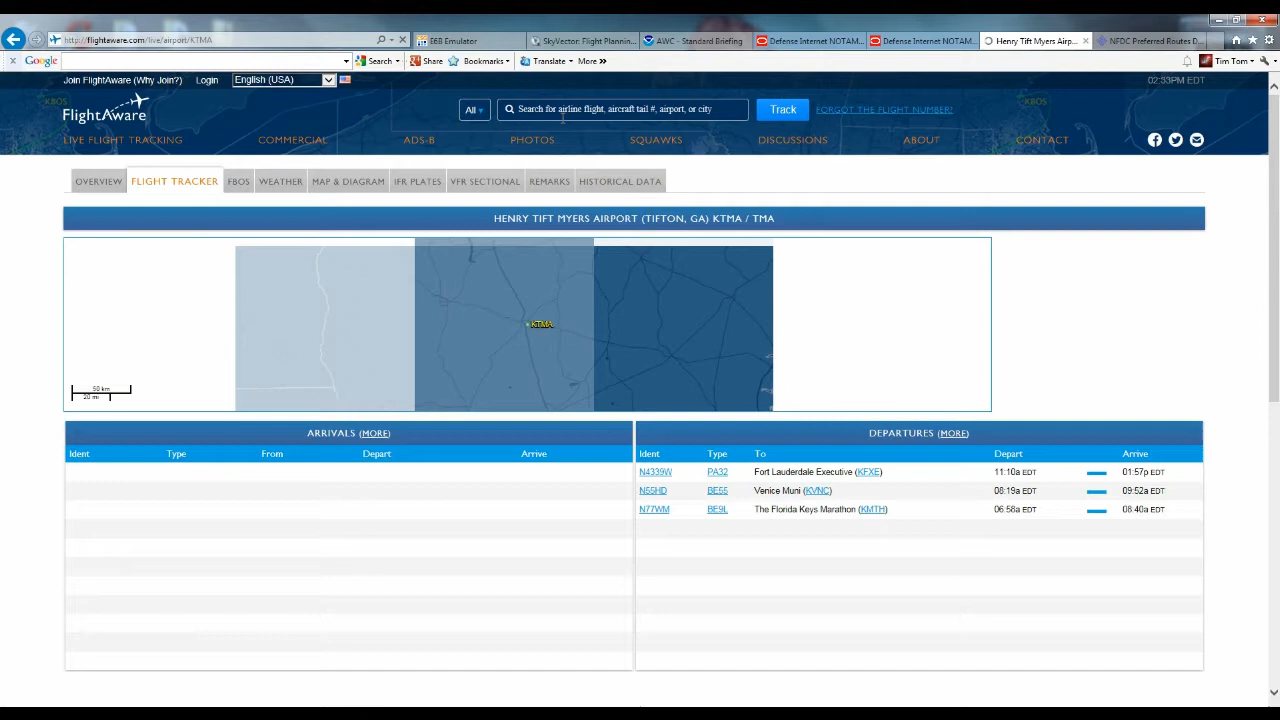 http://flightaware.com/live/airport/KTMA
E6B Emulator
SkyVector: Flight Plannin...
AWC - Standard Briefing
Defense Internet NOTAM...
Defense Internet NOTAM...
Henry Tift Myers Airp...
NFDC Preferred Routes D...
Google
Search
Share
Bookmarks
Translate
More »
Tim Tom
Join FlightAware (Why Join?)
Login
English (USA)
02:33PM EDT
KBOS
KBOS
FlightAware
All
Search for airline flight, aircraft tail #, airport, or city
Track
FORGOT THE FLIGHT NUMBER?
LIVE FLIGHT TRACKING
COMMERCIAL
ADS-B
PHOTOS
SQUAWKS
DISCUSSIONS
ABOUT
CONTACT
OVERVIEW
FLIGHT TRACKER
FBOS
WEATHER
MAP & DIAGRAM
IFR PLATES
VFR SECTIONAL
REMARKS
HISTORICAL DATA
HENRY TIFT MYERS AIRPORT (TIFTON, GA) KTMA / TMA
KTMA
50 km
20 mi
ARRIVALS (MORE)
Ident Type From Depart Arrive
DEPARTURES (MORE)
Ident Type To Depart Arrive
N4339W PA32 Fort Lauderdale Executive (KFXE) 11:10a EDT 01:57p EDT
N55HD BE55 Venice Muni (KVNC) 08:19a EDT 09:52a EDT
N77WM BE9L The Florida Keys Marathon (KMTH) 06:58a EDT 08:40a EDT